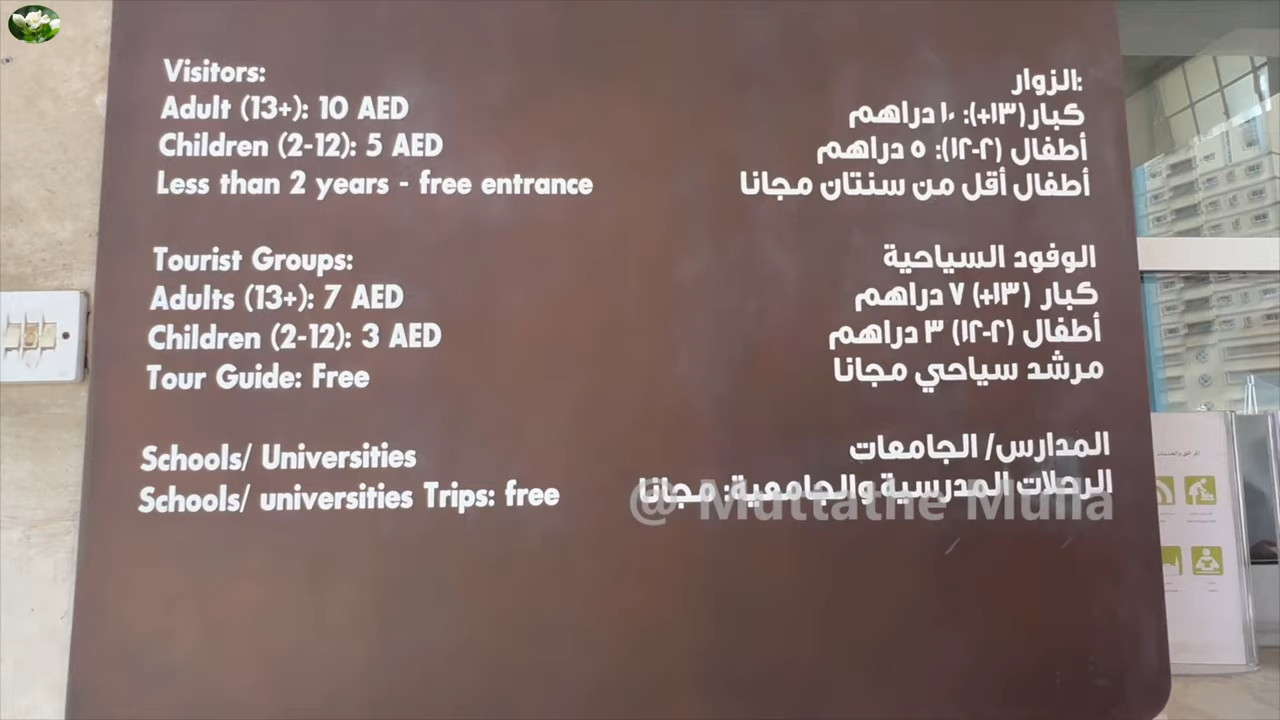 Visitors:
Adult (13+): 10 AED
Children (2-12): 5 AED
Less than 2 years - free entrance
Tourist Groups:
Adults (13+): 7 AED
Children (2-12): 3 AED
Tour Guide: Free
Schools/ Universities
Schools/ universities Trips: free
:الزوار
كبار(١٣+): ١٠ دراهم
أطفال (٢-١٢): ٥ دراهم
أطفال أقل من سنتان مجانا
الوفود السياحية
كبار (١٣+) ٧ دراهم
أطفال (٢-١٢) ٣ دراهم
مرشد سياحي مجانا
المدارس/ الجامعات
الرحلات المدرسية والجامعية: مجانا
@ Muttathe Mulla